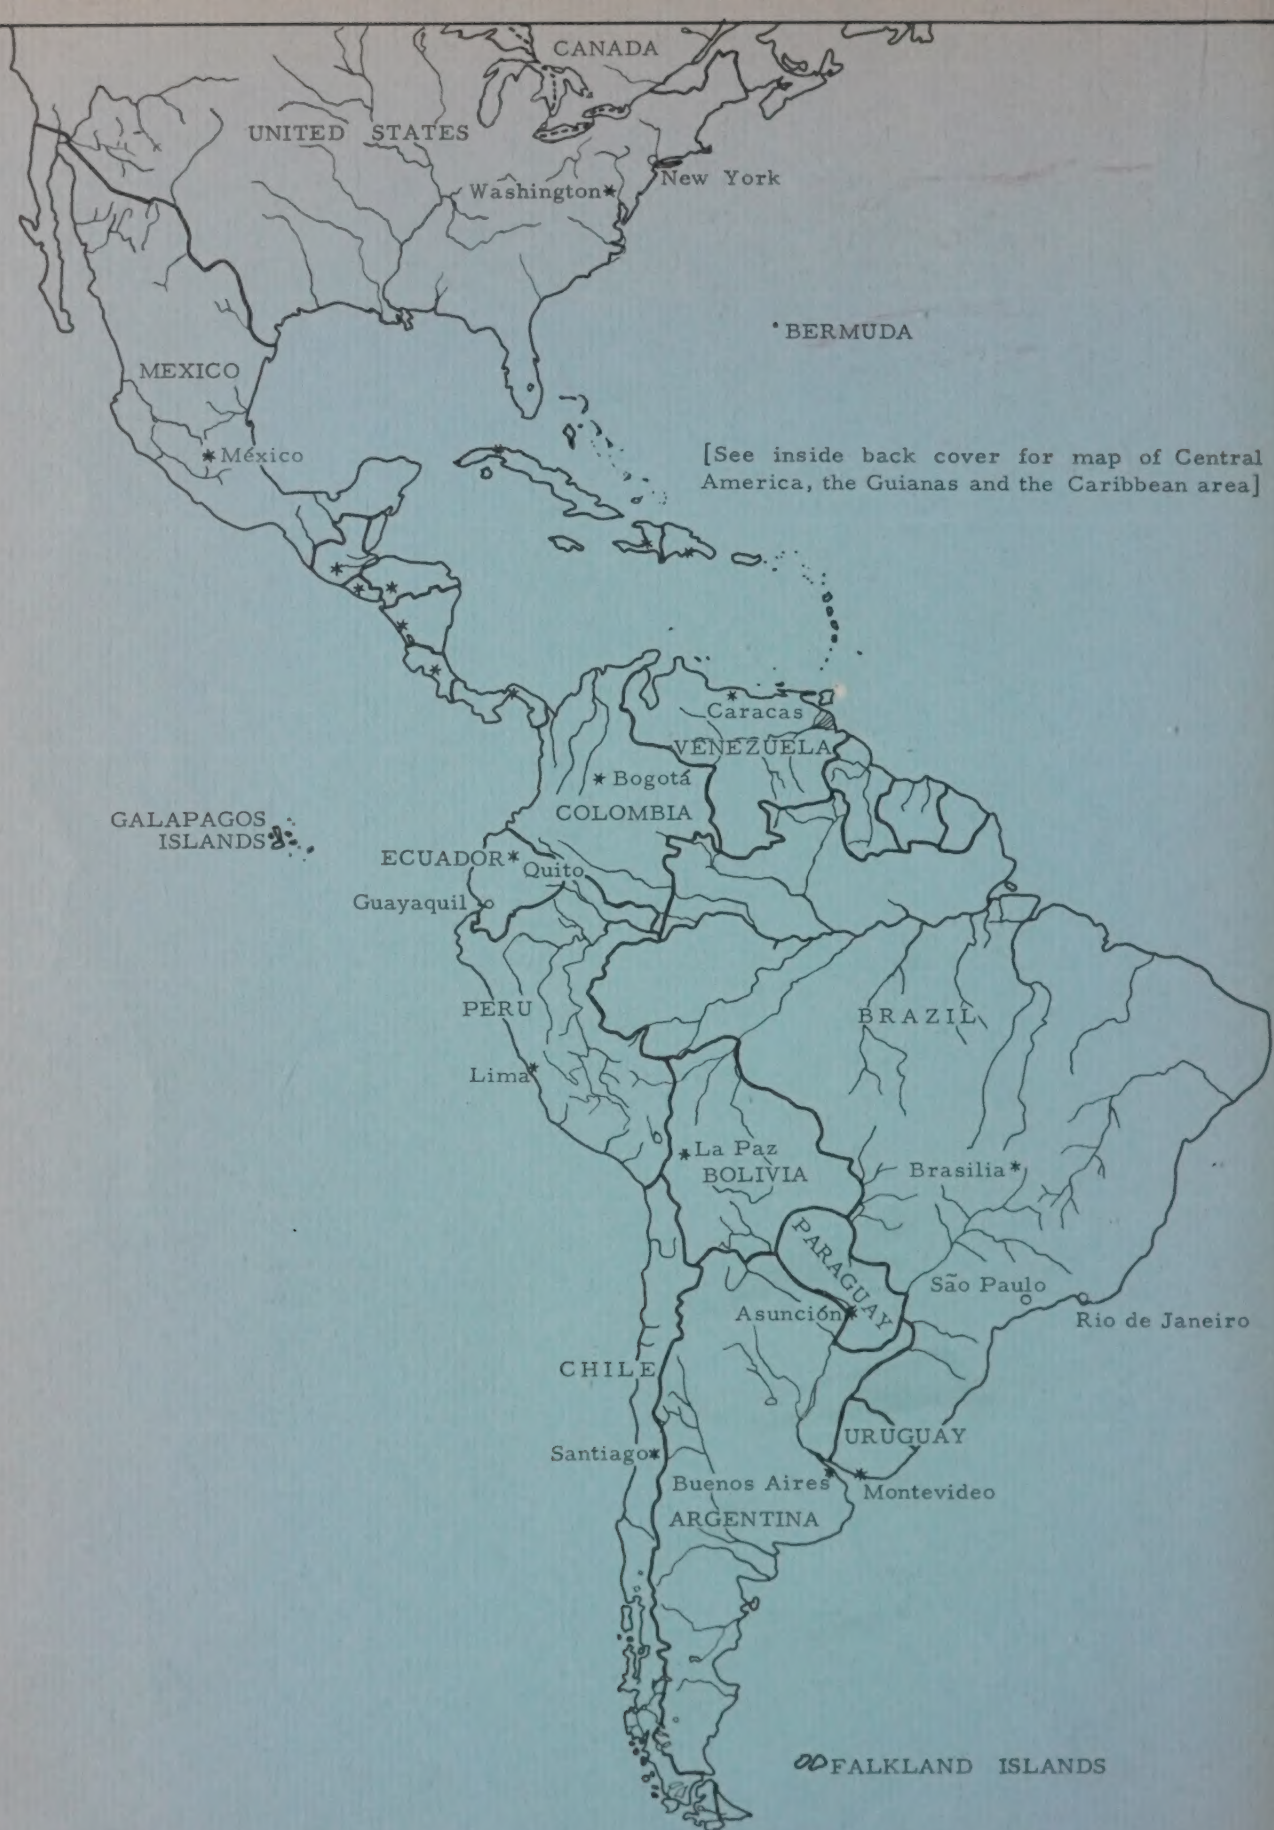 CANADA
UNITED STATES
Washington
New York
BERMUDA
MEXICO
México
[See inside back cover for map of Central
America, the Guianas and the Caribbean area]
Caracas
VENEZUELA
Bogotá
COLOMBIA
GALAPAGOS
ISLANDS
ECUADOR
Quito
Guayaquil
PERU
BRAZIL
Lima
La Paz
BOLIVIA
Brasilia
PARAGUAY
São Paulo
Asunción
Rio de Janeiro
CHILE
URUGUAY
Santiago
Buenos Aires
Montevideo
ARGENTINA
FALKLAND ISLANDS